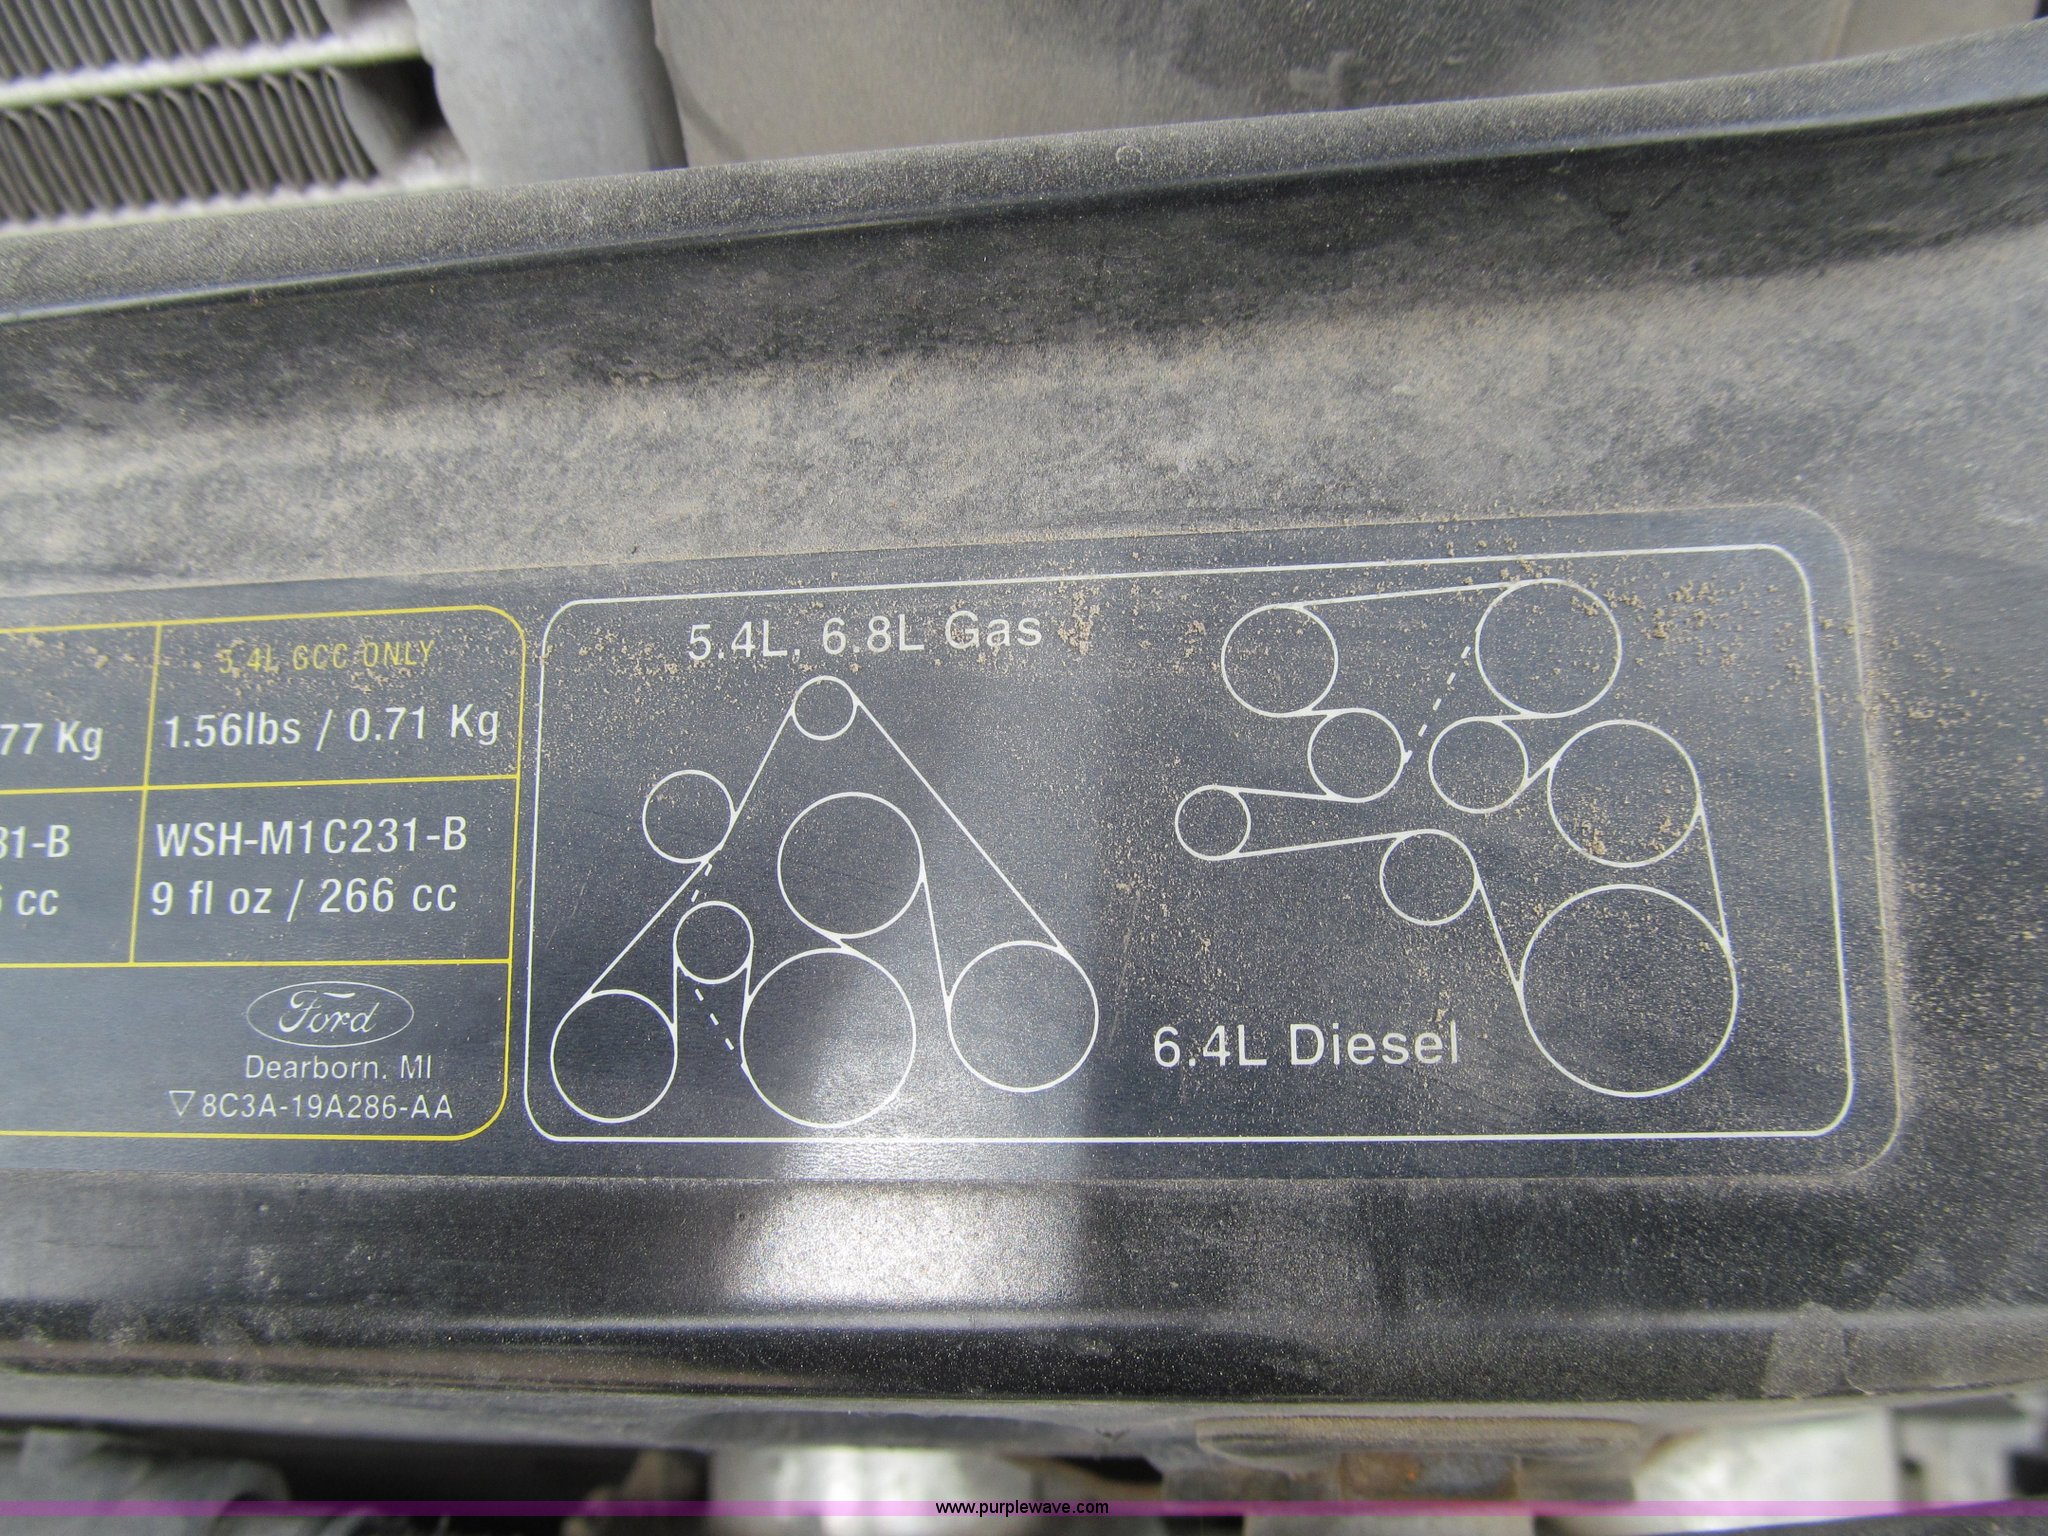 5.4L GCC ONLY
77 Kg
1.56lbs / 0.71 Kg
WSH-M1C231-B
9 fl oz / 266 cc
31-B
cc
Ford
Dearborn, MI
8C3A-19A286-AA
5.4L, 6.8L Gas
6.4L Diesel
www.purplewave.com